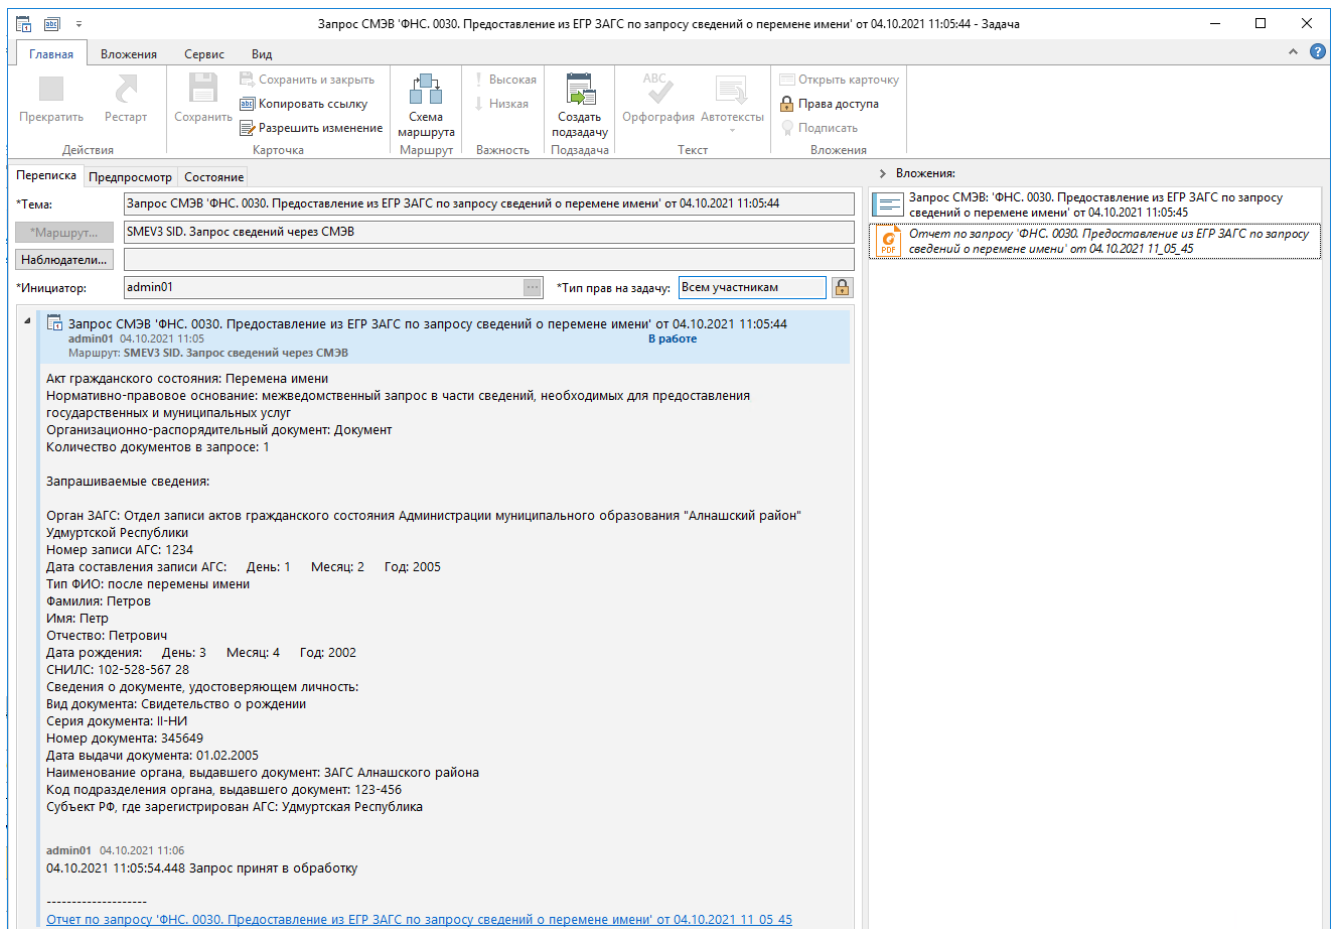 Запрос СМЭВ 'ФНС. 0030. Предоставление из ЕГР ЗАГС по запросу сведений о перемене имени' от 04.10.2021 11:05:44 - Задача
Главная Вложения Сервис Вид
Прекратить
Рестарт
Действия
Сохранить
Сохранить и закрыть
Копировать ссылку
Разрешить изменение
Карточка
Схема
маршрута
Маршрут
Высокая
Низкая
Важность
Создать
подзадачу
Подзадача
ABC
Орфография
Автотексты
Текст
Открыть карточку
Права доступа
Подписать
Вложения
Переписка Предпросмотр Состояние
*Тема: Запрос СМЭВ 'ФНС. 0030. Предоставление из ЕГР ЗАГС по запросу сведений о перемене имени' от 04.10.2021 11:05:44
*Маршрут... SMEV3 SID. Запрос сведений через СМЭВ
Наблюдатели...
*Инициатор: admin01 ... *Тип прав на задачу: Всем участникам
Запрос СМЭВ 'ФНС. 0030. Предоставление из ЕГР ЗАГС по запросу сведений о перемене имени' от 04.10.2021 11:05:44
admin01 04.10.2021 11:05 В работе
Маршрут: SMEV3 SID. Запрос сведений через СМЭВ
Акт гражданского состояния: Перемена имени
Нормативно-правовое основание: межведомственный запрос в части сведений, необходимых для предоставления
государственных и муниципальных услуг
Организационно-распорядительный документ: Документ
Количество документов в запросе: 1
Запрашиваемые сведения:
Орган ЗАГС: Отдел записи актов гражданского состояния Администрации муниципального образования "Алнашский район"
Удмуртской Республики
Номер записи АГС: 1234
Дата составления записи АГС: День: 1 Месяц: 2 Год: 2005
Тип ФИО: после перемены имени
Фамилия: Петров
Имя: Петр
Отчество: Петрович
Дата рождения: День: 3 Месяц: 4 Год: 2002
СНИЛС: 102-528-567 28
Сведения о документе, удостоверяющем личность:
Вид документа: Свидетельство о рождении
Серия документа: II-НИ
Номер документа: 345649
Дата выдачи документа: 01.02.2005
Наименование органа, выдавшего документ: ЗАГС Алнашского района
Код подразделения органа, выдавшего документ: 123-456
Субъект РФ, где зарегистрирован АГС: Удмуртская Республика
admin01 04.10.2021 11:06
04.10.2021 11:05:54.448 Запрос принят в обработку
--------------------
Отчет по запросу 'ФНС. 0030. Предоставление из ЕГР ЗАГС по запросу сведений о перемене имени' от 04.10.2021 11_05_45
Вложения:
Запрос СМЭВ: 'ФНС. 0030. Предоставление из ЕГР ЗАГС по запросу
сведений о перемене имени' от 04.10.2021 11:05:45
PDF
Отчет по запросу 'ФНС. 0030. Предоставление из ЕГР ЗАГС по запросу
сведений о перемене имени' от 04.10.2021 11_05_45